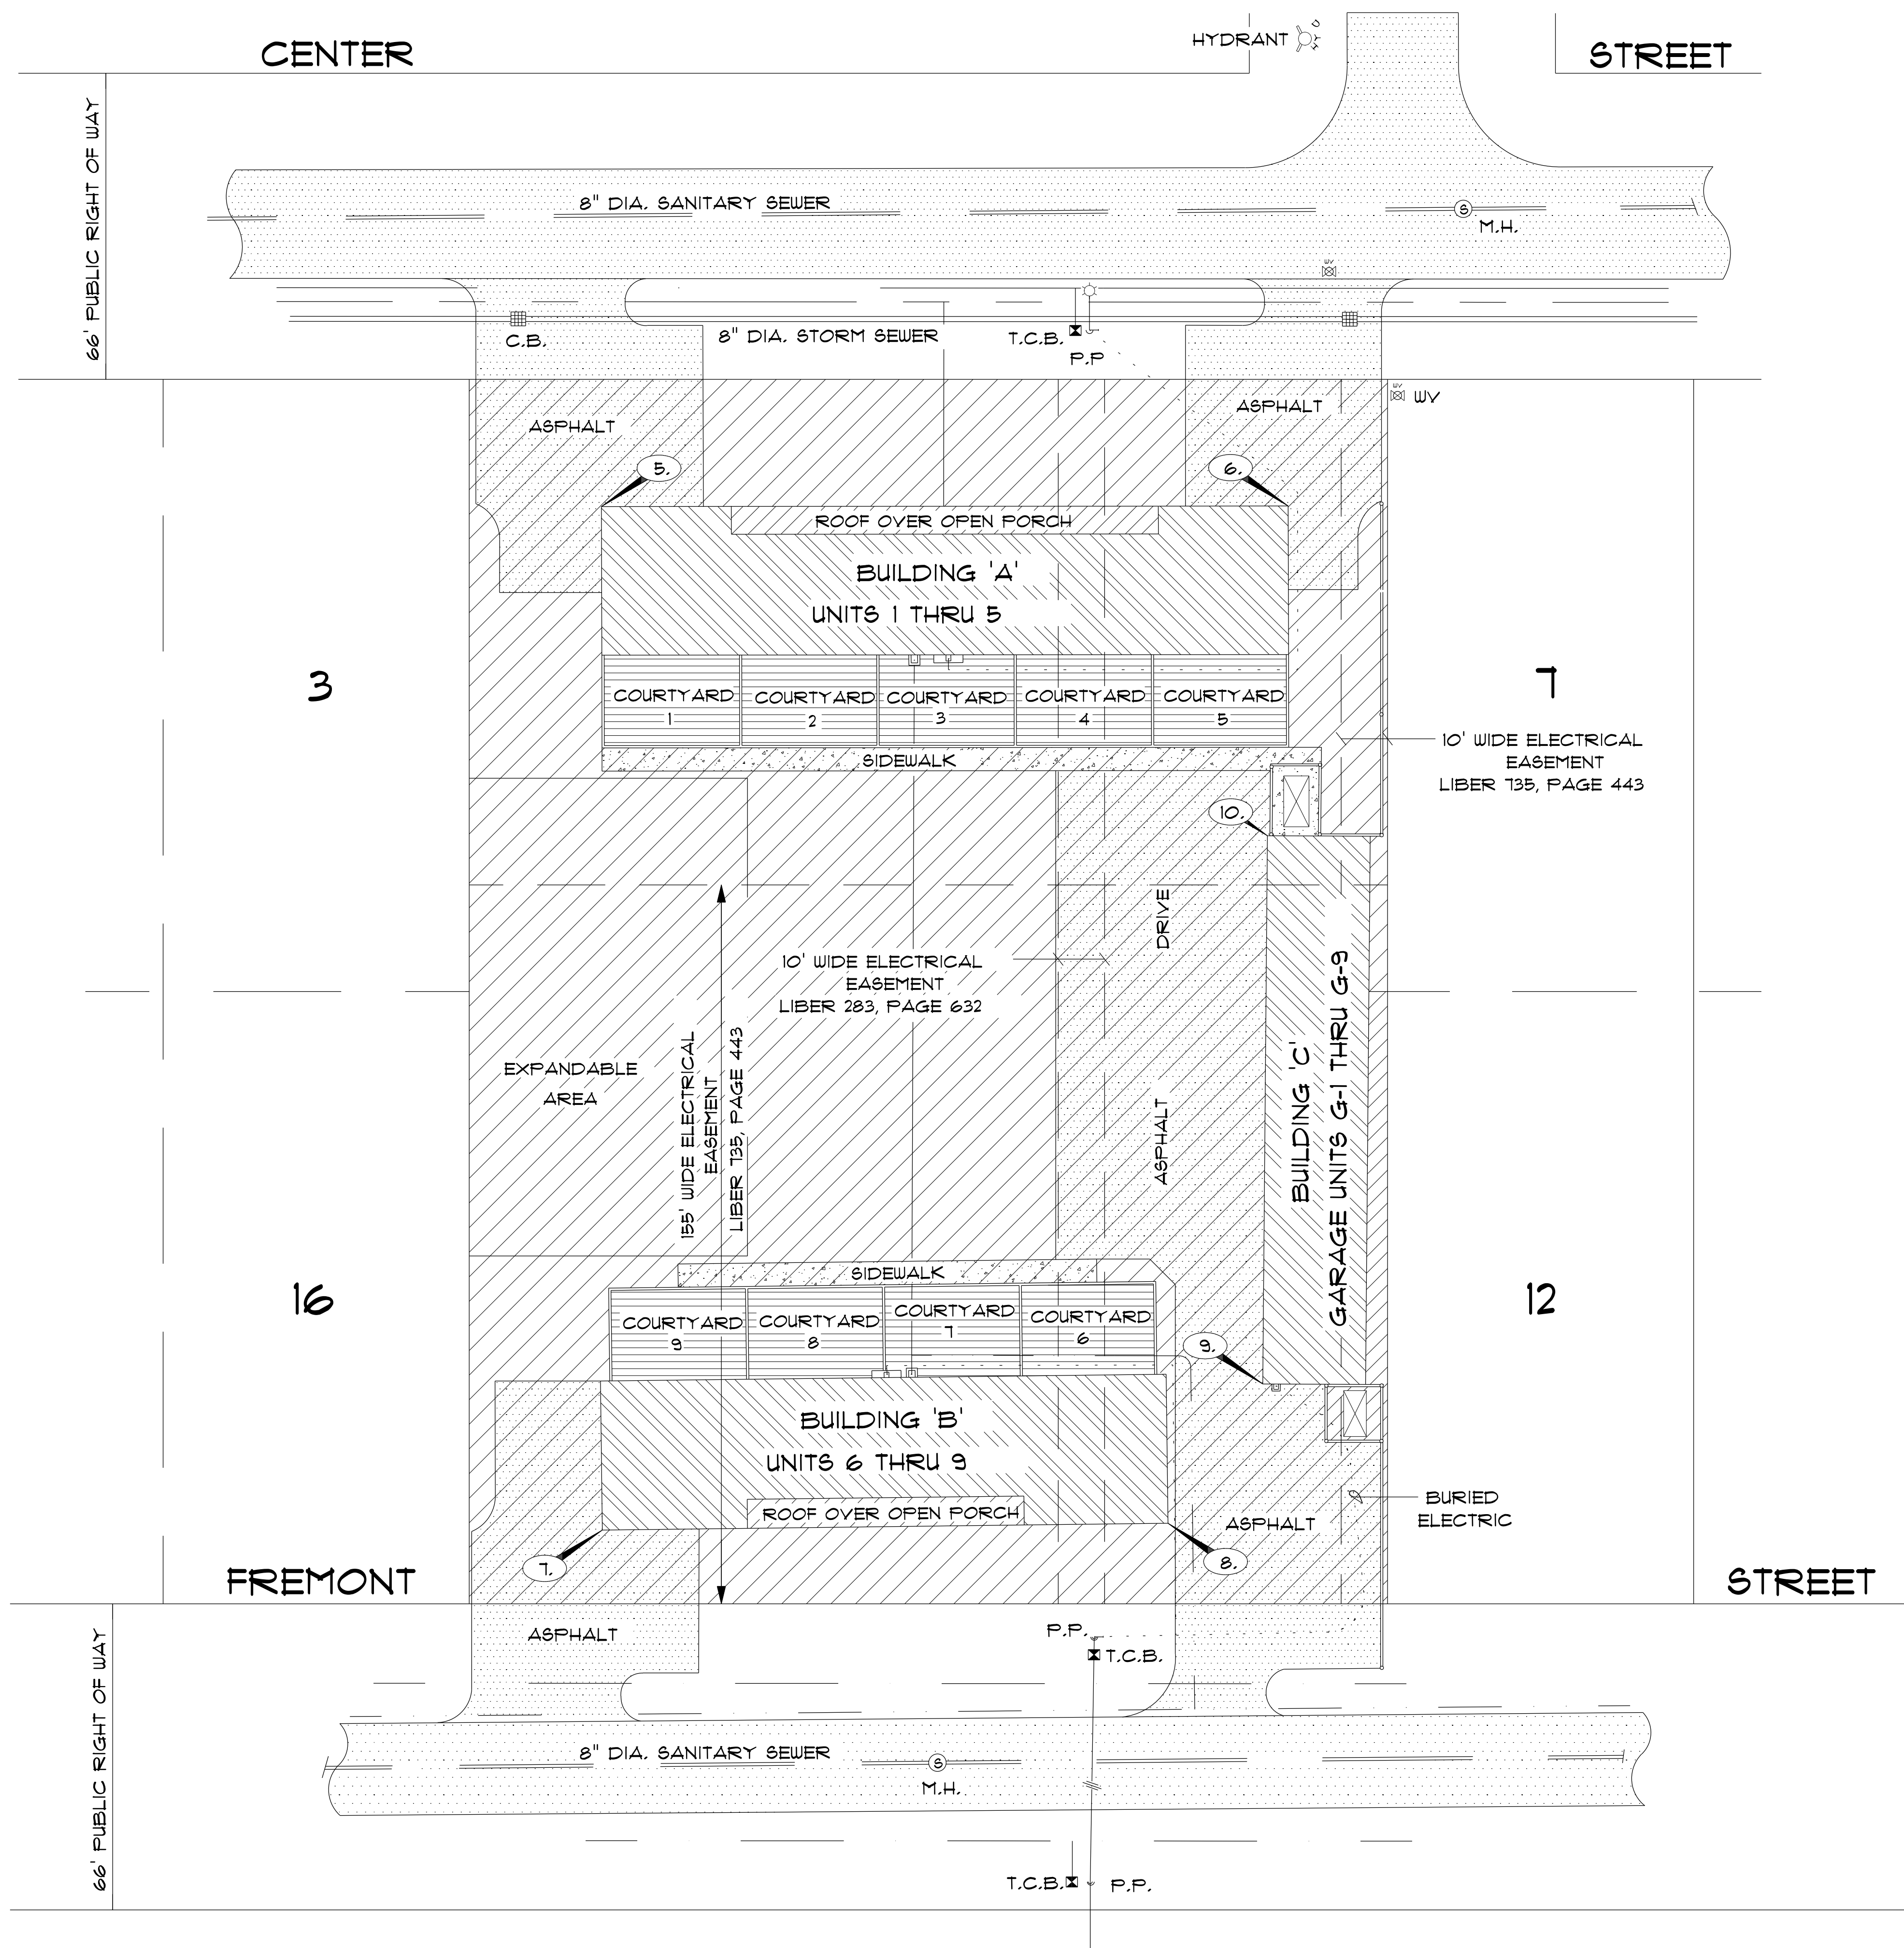 HYDRANT
HYD
CENTER
STREET
66' PUBLIC RIGHT OF WAY
8" DIA. SANITARY SEWER
S
M.H.
WV
C.B.
8" DIA. STORM SEWER
T.C.B.
P.P
WV
WV
ASPHALT
ASPHALT
5.
6.
ROOF OVER OPEN PORCH
BUILDING 'A'
UNITS 1 THRU 5
3
7
COURTYARD
1
COURTYARD
2
COURTYARD
3
COURTYARD
4
COURTYARD
5
SIDEWALK
10' WIDE ELECTRICAL
EASEMENT
LIBER 735, PAGE 443
10.
DRIVE
10' WIDE ELECTRICAL
EASEMENT
LIBER 283, PAGE 632
EXPANDABLE
AREA
155' WIDE ELECTRICAL
EASEMENT
LIBER 735, PAGE 443
ASPHALT
BUILDING 'C'
GARAGE UNITS G-1 THRU G-9
16
12
SIDEWALK
COURTYARD
9
COURTYARD
8
COURTYARD
7
COURTYARD
6
9.
BUILDING 'B'
UNITS 6 THRU 9
ROOF OVER OPEN PORCH
ASPHALT
BURIED
ELECTRIC
7.
8.
FREMONT
STREET
66' PUBLIC RIGHT OF WAY
ASPHALT
P.P.
T.C.B.
8" DIA. SANITARY SEWER
S
M.H.
T.C.B.
P.P.